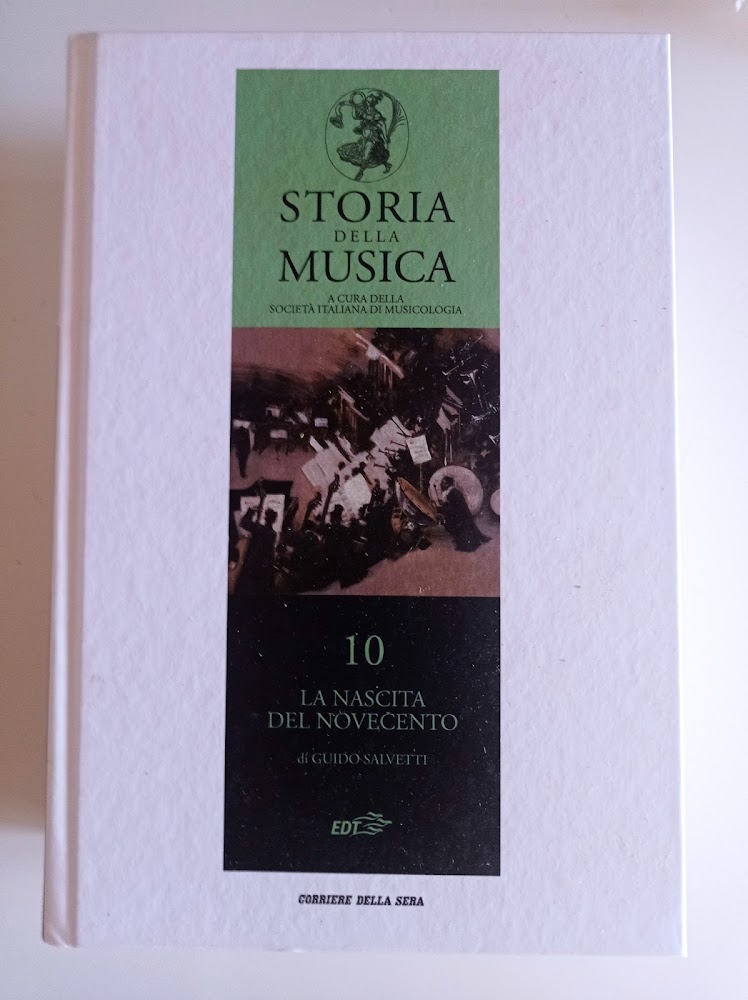 STORIA
DELLA
MUSICA
A CURA DELLA
SOCIETÀ ITALIANA DI MUSICOLOGIA
10
LA NASCITA
DEL NOVECENTO
di GUIDO SALVETTI
EDT
CORRIERE DELLA SERA